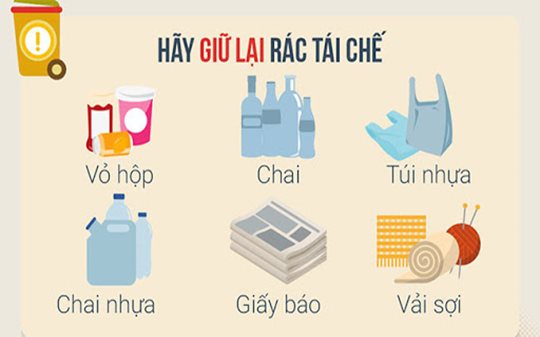 HÃY GIỮ LẠI RÁC TÁI CHẾ
Vỏ hộp
Chai
Túi nhựa
Chai nhựa
Giấy báo
Vải sợi